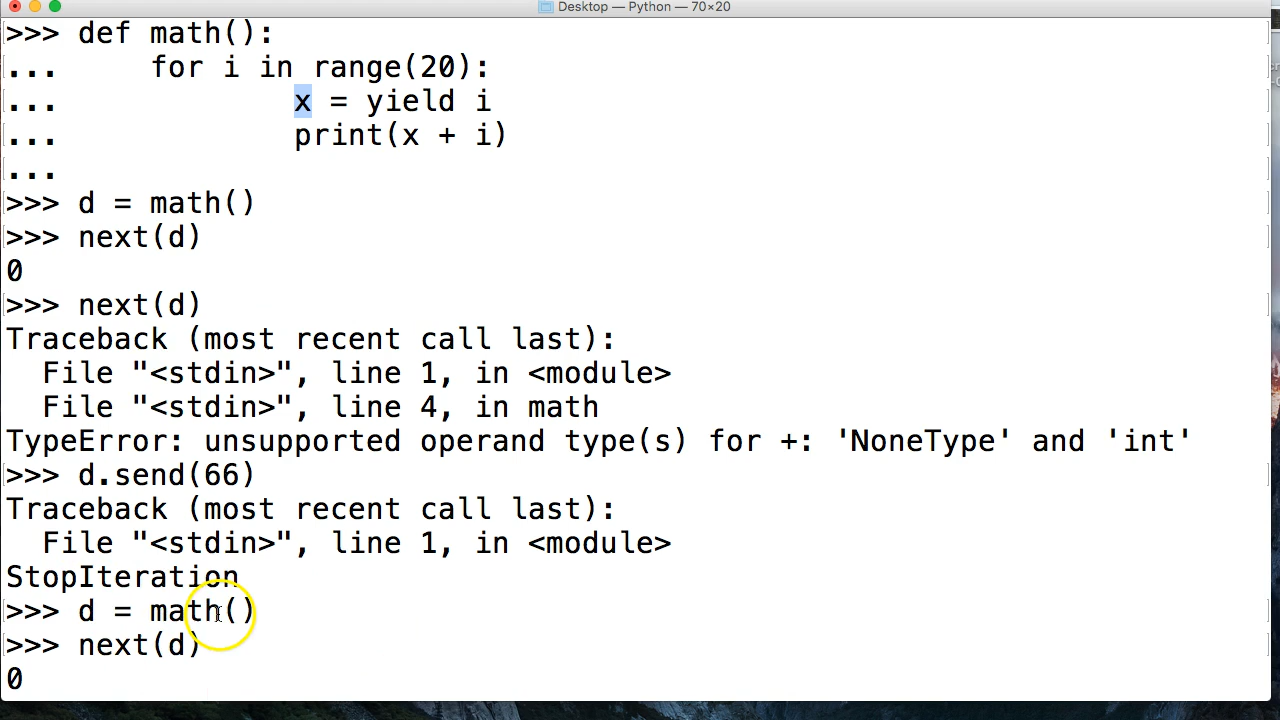 Desktop — Python — 70×20
>>> def math():
...     for i in range(20):
...             x = yield i
...             print(x + i)
...
>>> d = math()
>>> next(d)
0
>>> next(d)
Traceback (most recent call last):
  File "<stdin>", line 1, in <module>
  File "<stdin>", line 4, in math
TypeError: unsupported operand type(s) for +: 'NoneType' and 'int'
>>> d.send(66)
Traceback (most recent call last):
  File "<stdin>", line 1, in <module>
StopIteration
>>> d = math()
>>> next(d)
0